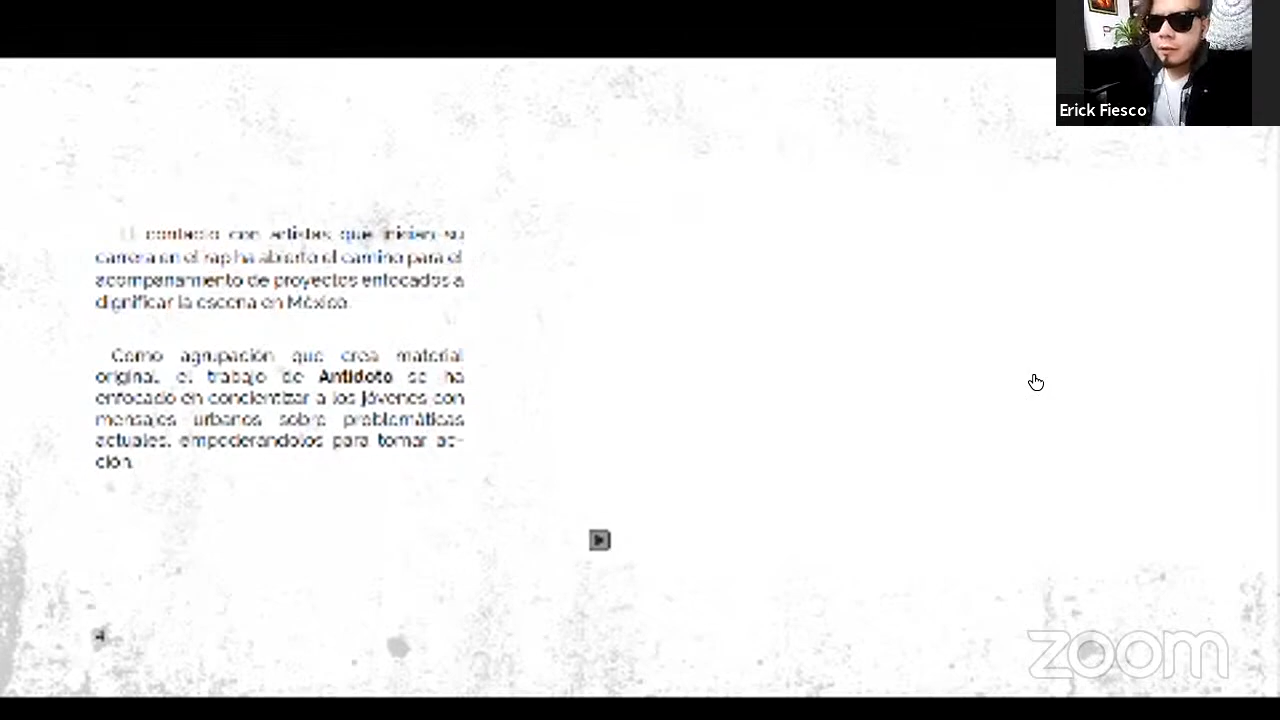 Erick Fiesco
El contacto con artistas que inician su
carrera en el rap ha abierto el camino para el
acompañamiento de proyectos enfocados a
dignificar la escena en México.
Como agrupación que crea material
original, el trabajo de Antídoto se ha
enfocado en concientizar a los jóvenes con
mensajes urbanos sobre problemáticas
actuales, empoderándolos para tomar ac-
ción.
zoom